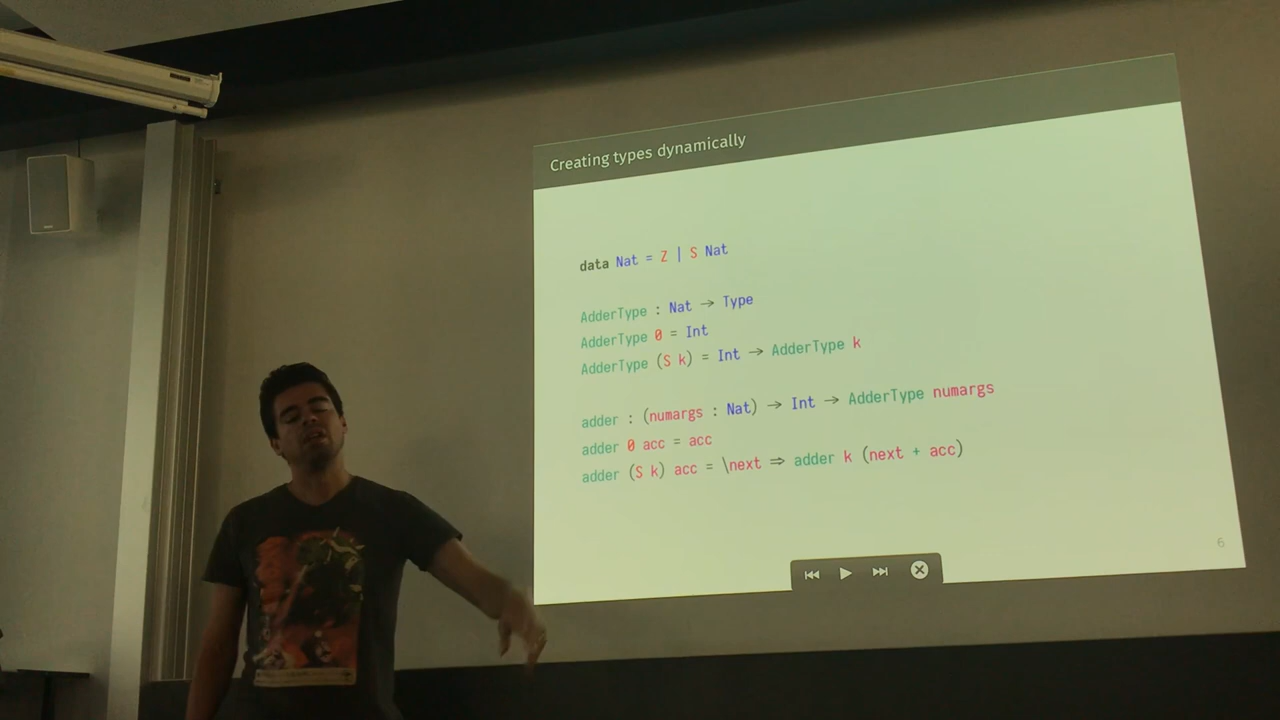 Creating types dynamically
data Nat = Z | S Nat
AdderType : Nat → Type
AdderType 0 = Int
AdderType (S k) = Int → AdderType k
adder : (numargs : Nat) → Int → AdderType numargs
adder 0 acc = acc
adder (S k) acc = \next ⇒ adder k (next + acc)
6